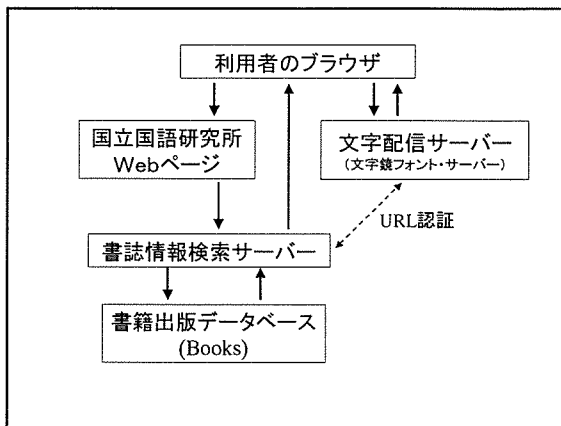 利用者のブラウザ
国立国語研究所
Webページ
文字配信サーバー
(文字鏡フォント・サーバー)
URL認証
書誌情報検索サーバー
書籍出版データベース
(Books)